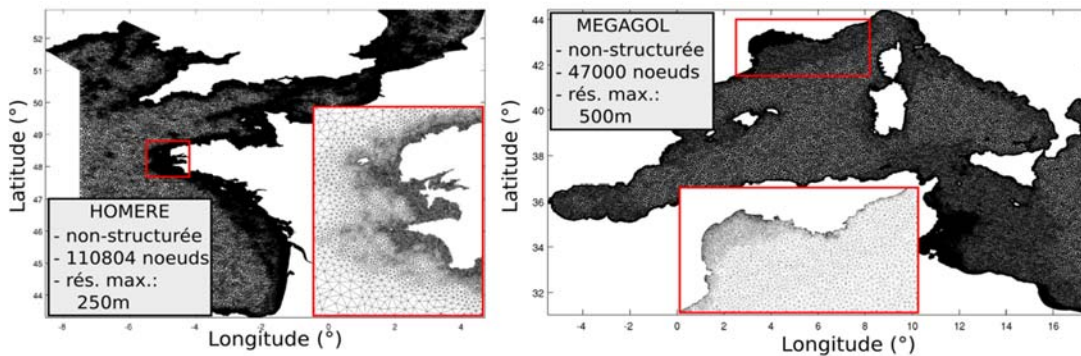 HOMERE
- non-structurée
- 110804 noeuds
- rés. max.:
250m
Latitude (°)
52
51
50
49
48
47
46
45
44
-8
-6
-4
-2
0
2
4
Longitude (°)
MEGAGOL
- non-structurée
- 47000 noeuds
- rés. max.:
500m
Latitude (°)
44
42
40
38
36
34
32
-4
-2
0
2
4
6
8
10
12
14
16
Longitude (°)